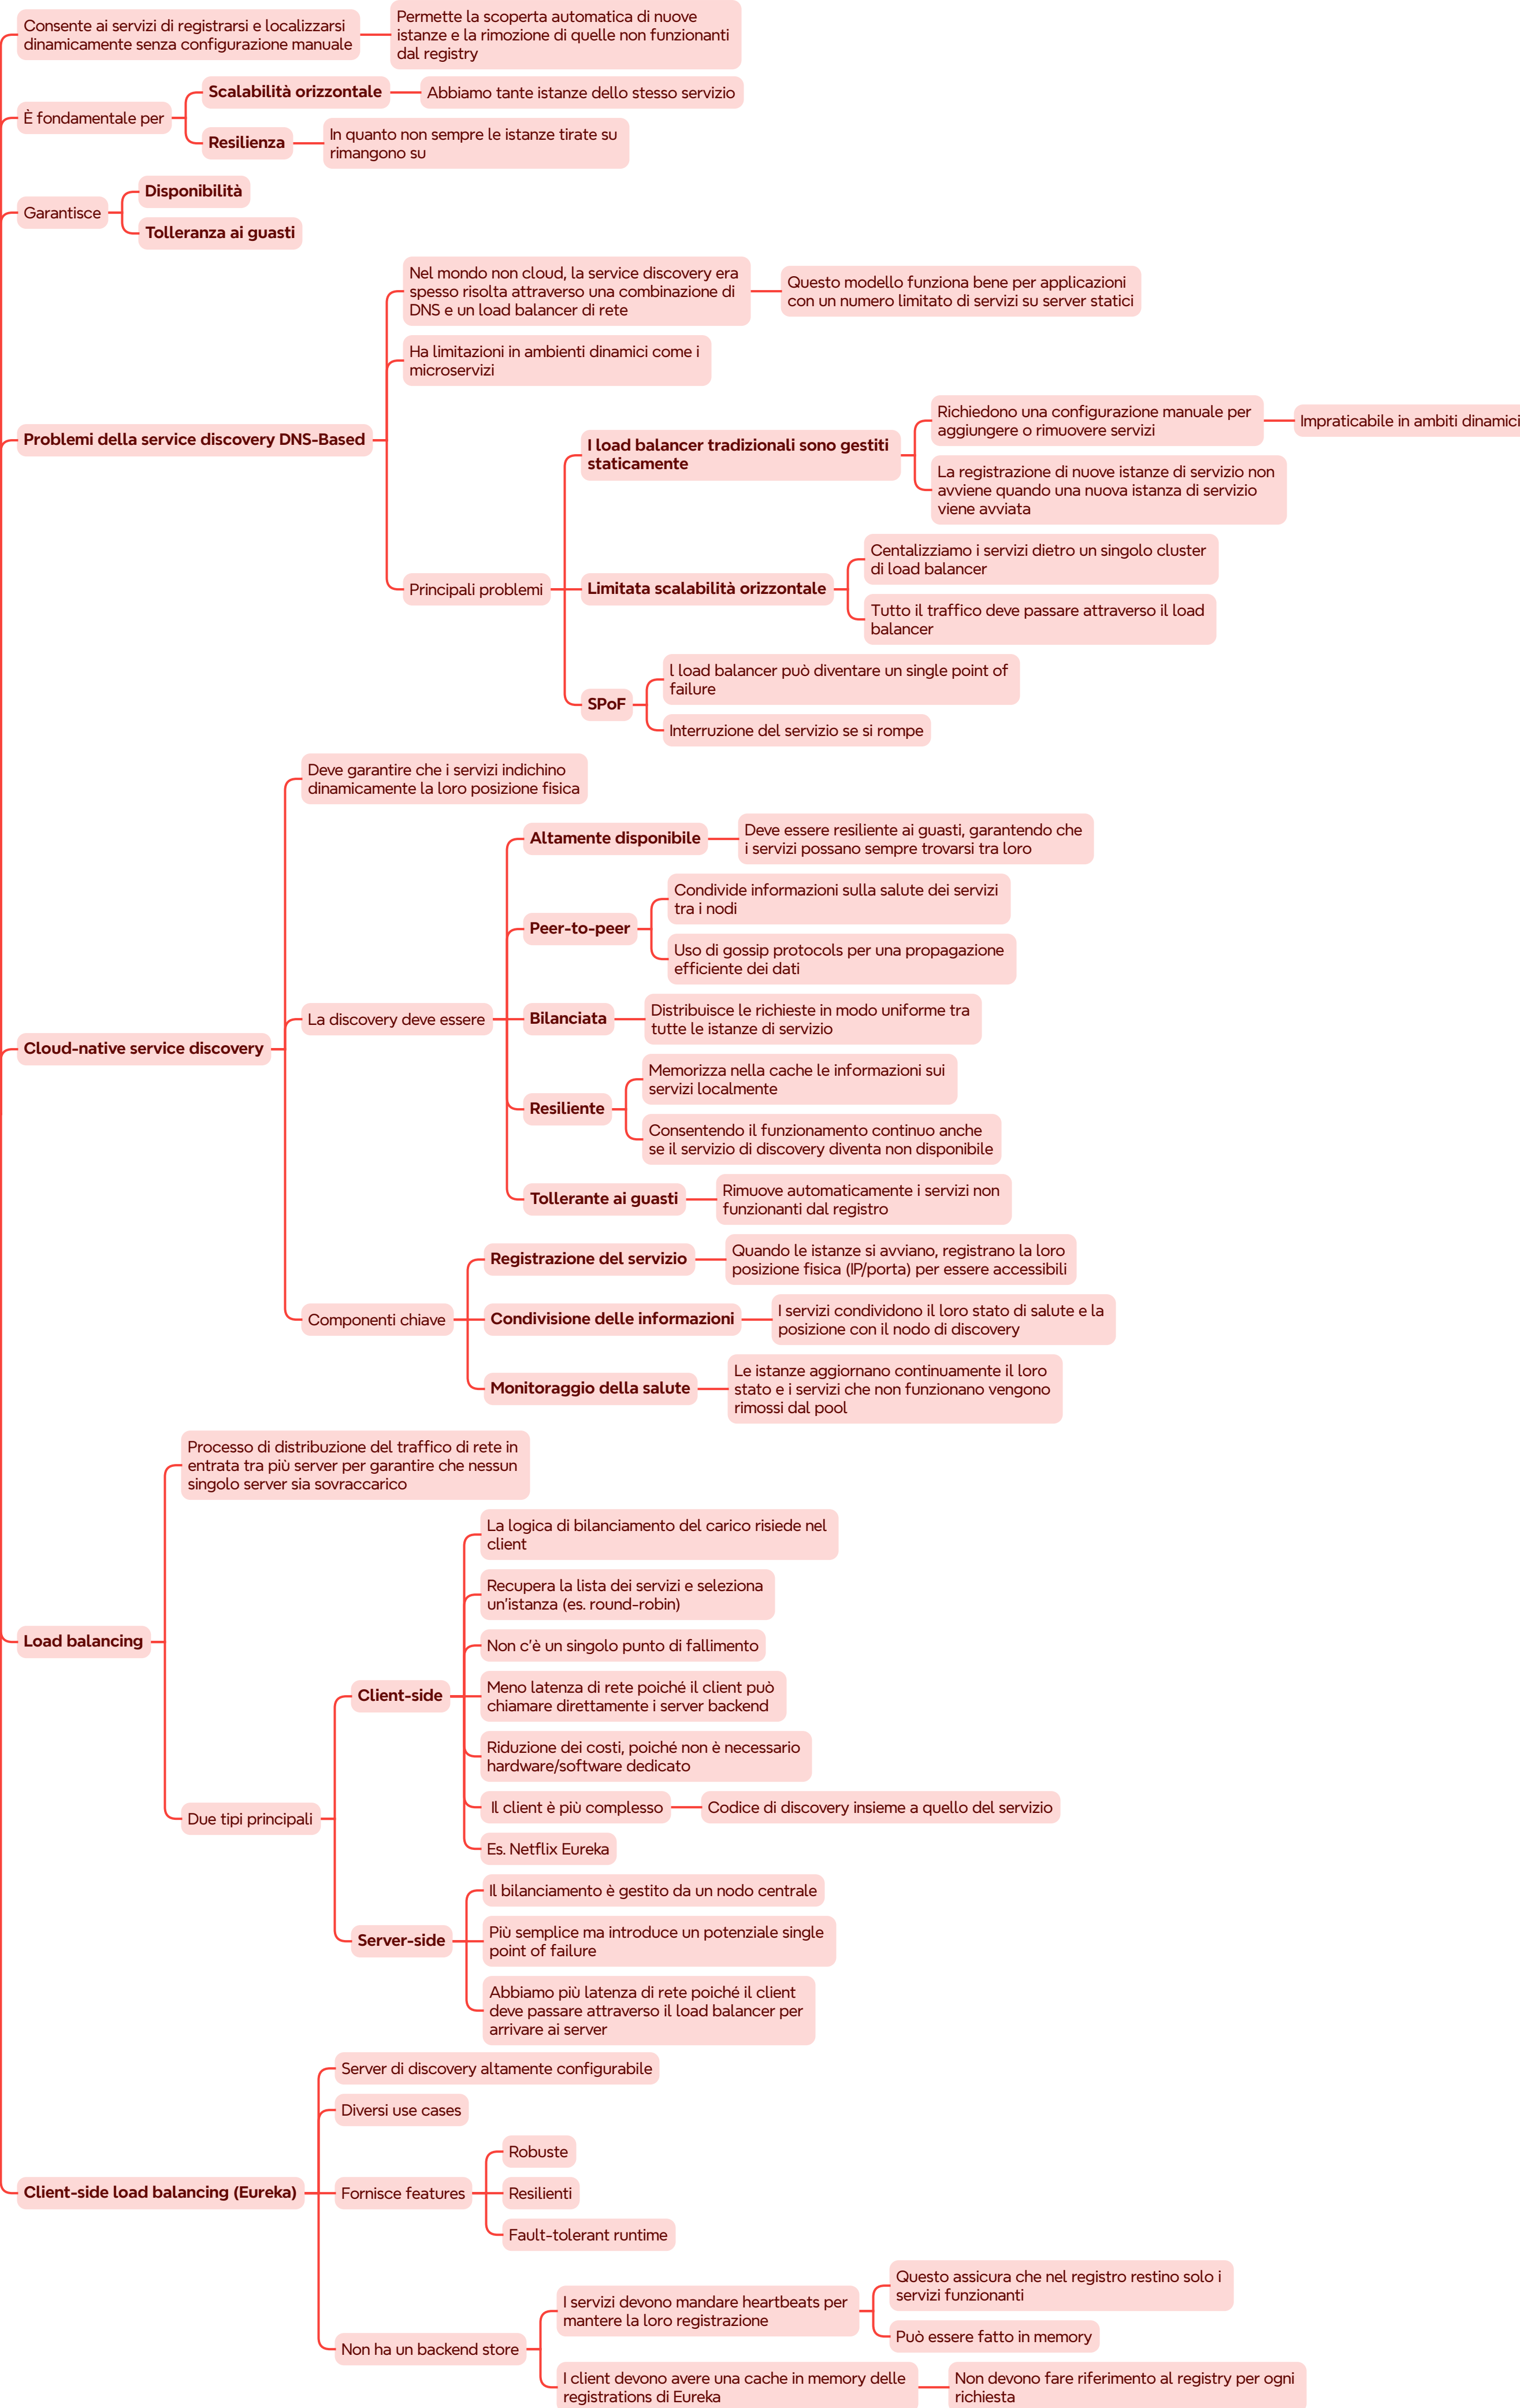 Consente ai servizi di registrarsi e localizzarsi
dinamicamente senza configurazione manuale
Permette la scoperta automatica di nuove
istanze e la rimozione di quelle non funzionanti
dal registry
È fondamentale per
Scalabilità orizzontale
Abbiamo tante istanze dello stesso servizio
Resilienza
In quanto non sempre le istanze tirate su
rimangono su
Garantisce
Disponibilità
Tolleranza ai guasti
Problemi della service discovery DNS-Based
Nel mondo non cloud, la service discovery era
spesso risolta attraverso una combinazione di
DNS e un load balancer di rete
Questo modello funziona bene per applicazioni
con un numero limitato di servizi su server statici
Ha limitazioni in ambienti dinamici come i
microservizi
Principali problemi
I load balancer tradizionali sono gestiti
staticamente
Richiedono una configurazione manuale per
aggiungere o rimuovere servizi
Impraticabile in ambiti dinamici
La registrazione di nuove istanze di servizio non
avviene quando una nuova istanza di servizio
viene avviata
Limitata scalabilità orizzontale
Centalizziamo i servizi dietro un singolo cluster
di load balancer
Tutto il traffico deve passare attraverso il load
balancer
SPoF
l load balancer può diventare un single point of
failure
Interruzione del servizio se si rompe
Cloud-native service discovery
Deve garantire che i servizi indichino
dinamicamente la loro posizione fisica
La discovery deve essere
Altamente disponibile
Deve essere resiliente ai guasti, garantendo che
i servizi possano sempre trovarsi tra loro
Peer-to-peer
Condivide informazioni sulla salute dei servizi
tra i nodi
Uso di gossip protocols per una propagazione
efficiente dei dati
Bilanciata
Distribuisce le richieste in modo uniforme tra
tutte le istanze di servizio
Resiliente
Memorizza nella cache le informazioni sui
servizi localmente
Consentendo il funzionamento continuo anche
se il servizio di discovery diventa non disponibile
Tollerante ai guasti
Rimuove automaticamente i servizi non
funzionanti dal registro
Componenti chiave
Registrazione del servizio
Quando le istanze si avviano, registrano la loro
posizione fisica (IP/porta) per essere accessibili
Condivisione delle informazioni
I servizi condividono il loro stato di salute e la
posizione con il nodo di discovery
Monitoraggio della salute
Le istanze aggiornano continuamente il loro
stato e i servizi che non funzionano vengono
rimossi dal pool
Load balancing
Processo di distribuzione del traffico di rete in
entrata tra più server per garantire che nessun
singolo server sia sovraccarico
Due tipi principali
Client-side
La logica di bilanciamento del carico risiede nel
client
Recupera la lista dei servizi e seleziona
un'istanza (es. round-robin)
Non c'è un singolo punto di fallimento
Meno latenza di rete poiché il client può
chiamare direttamente i server backend
Riduzione dei costi, poiché non è necessario
hardware/software dedicato
Il client è più complesso
Codice di discovery insieme a quello del servizio
Es. Netflix Eureka
Server-side
Il bilanciamento è gestito da un nodo centrale
Più semplice ma introduce un potenziale single
point of failure
Abbiamo più latenza di rete poiché il client
deve passare attraverso il load balancer per
arrivare ai server
Client-side load balancing (Eureka)
Server di discovery altamente configurabile
Diversi use cases
Fornisce features
Robuste
Resilienti
Fault-tolerant runtime
Non ha un backend store
I servizi devono mandare heartbeats per
mantere la loro registrazione
Questo assicura che nel registro restino solo i
servizi funzionanti
Può essere fatto in memory
I client devono avere una cache in memory delle
registrations di Eureka
Non devono fare riferimento al registry per ogni
richiesta